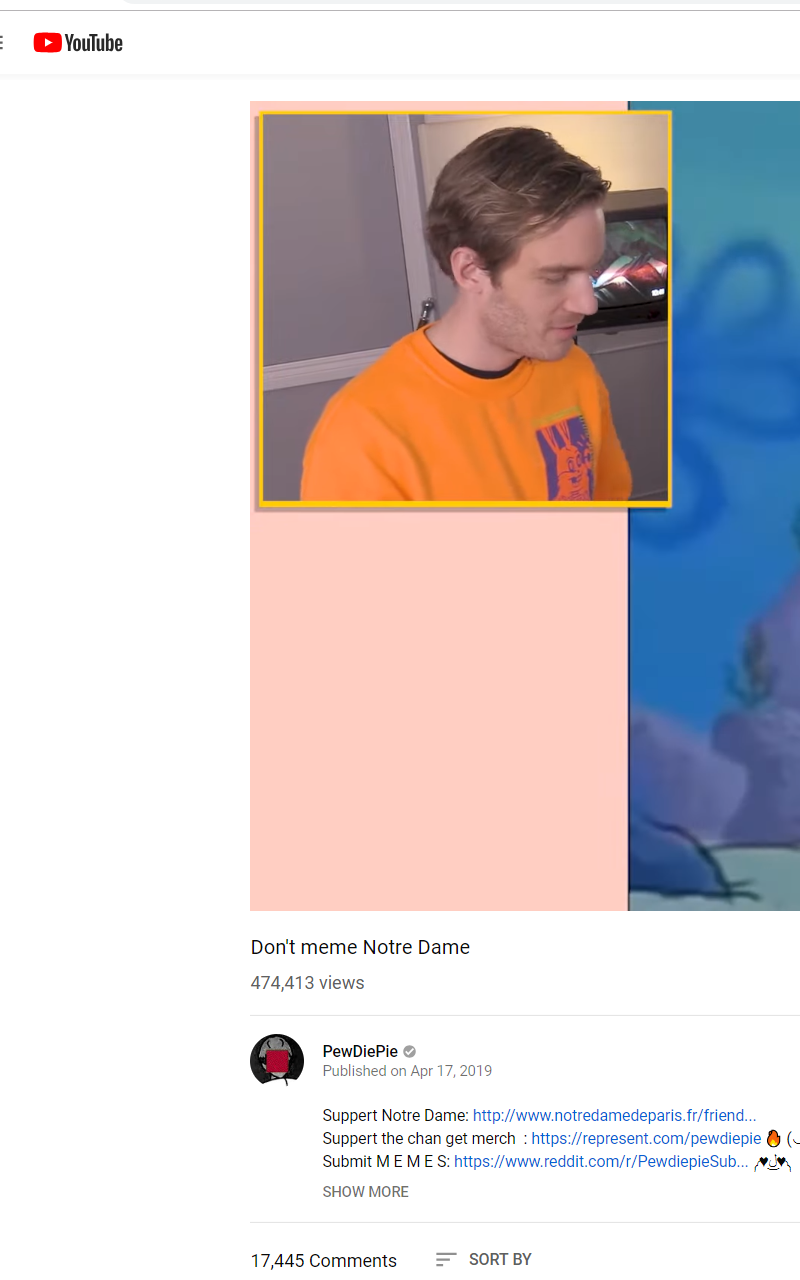 YouTube
Don't meme Notre Dame
474,413 views
PewDiePie
Published on Apr 17, 2019
Suppert Notre Dame: http://www.notredamedeparis.fr/friend...
Suppert the chan get merch : https://represent.com/pewdiepie 🔥 (
Submit M E M E S: https://www.reddit.com/r/PewdiepieSub...
SHOW MORE
17,445 Comments
SORT BY